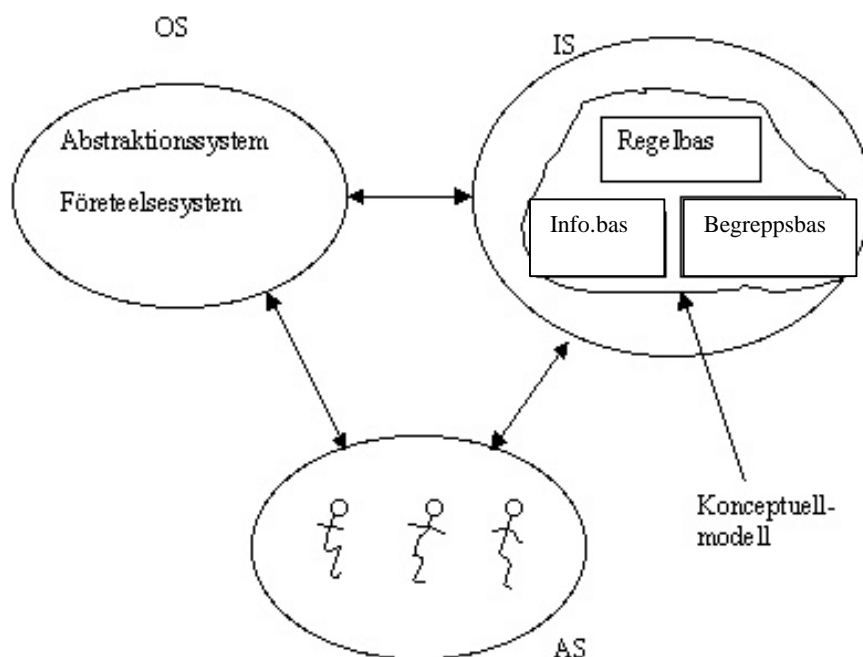 OS
IS
Abstraktionssystem
Företeelsesystem
Regelbas
Info.bas
Begreppsbas
Konceptuell-
modell
AS